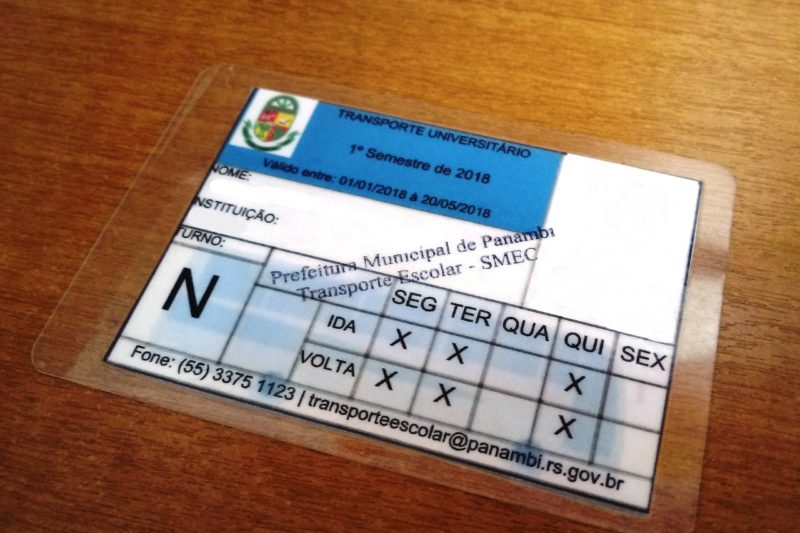 TRANSPORTE UNIVERSITÁRIO
1º Semestre de 2018
Válido entre: 01/01/2018 à 20/05/2018
NOME:
INSTITUIÇÃO:
TURNO:
N
Prefeitura Municipal de Panambi
Transporte Escolar - SMEC
SEG TER QUA QUI SEX
IDA X X X
VOLTA X X X
Fone: (55) 3375 1123 | transporteescolar@panambi.rs.gov.br